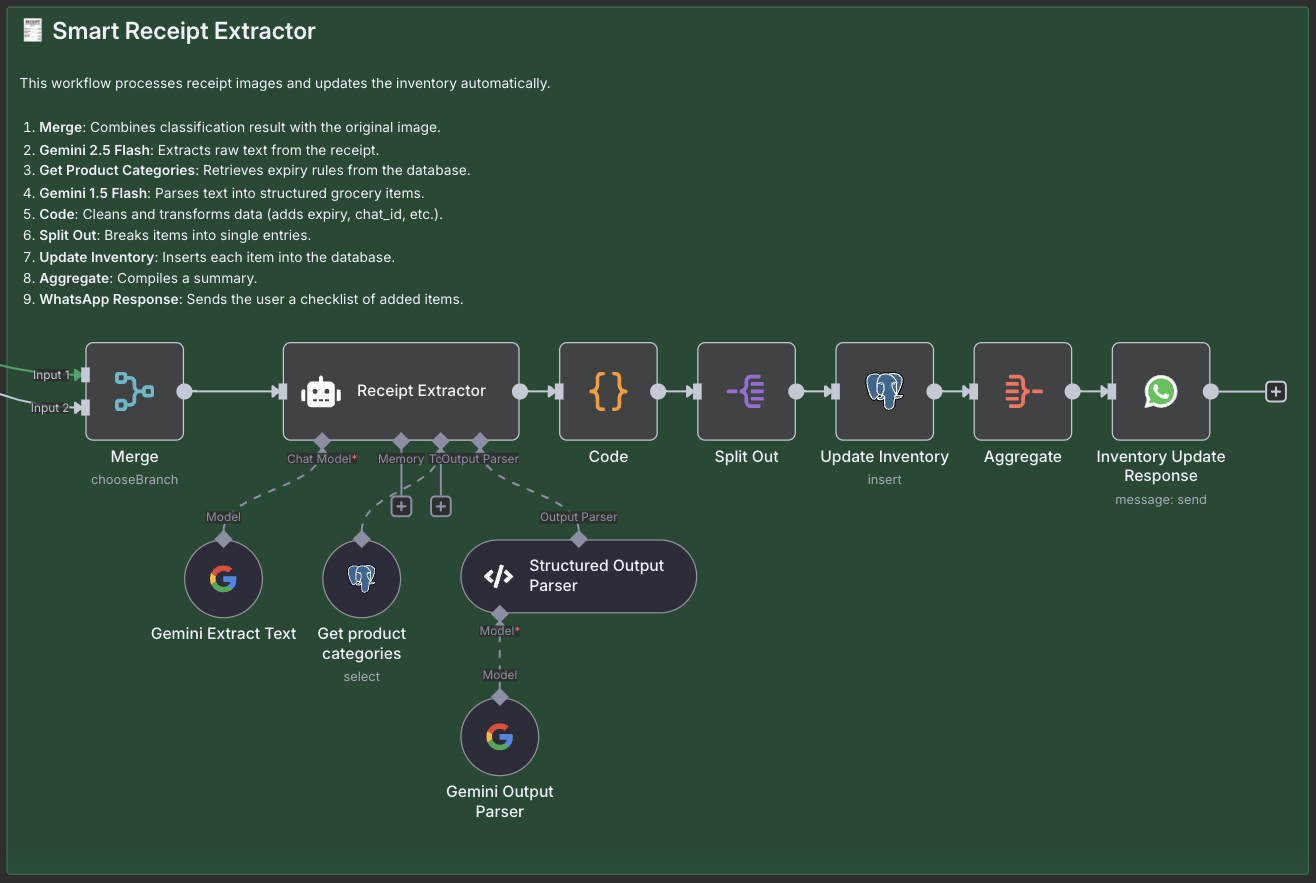 Smart Receipt Extractor
This workflow processes receipt images and updates the inventory automatically.
1. Merge: Combines classification result with the original image.
2. Gemini 2.5 Flash: Extracts raw text from the receipt.
3. Get Product Categories: Retrieves expiry rules from the database.
4. Gemini 1.5 Flash: Parses text into structured grocery items.
5. Code: Cleans and transforms data (adds expiry, chat_id, etc.).
6. Split Out: Breaks items into single entries.
7. Update Inventory: Inserts each item into the database.
8. Aggregate: Compiles a summary.
9. WhatsApp Response: Sends the user a checklist of added items.
Input 1
Input 2
Receipt Extractor
Merge
chooseBranch
Chat Model*
Memory
To
Output Parser
Code
Split Out
Update Inventory
insert
Aggregate
Inventory Update
Response
message: send
Model
Output Parser
Structured Output
Parser
Gemini Extract Text
Get product
categories
select
Model*
Model
Gemini Output
Parser